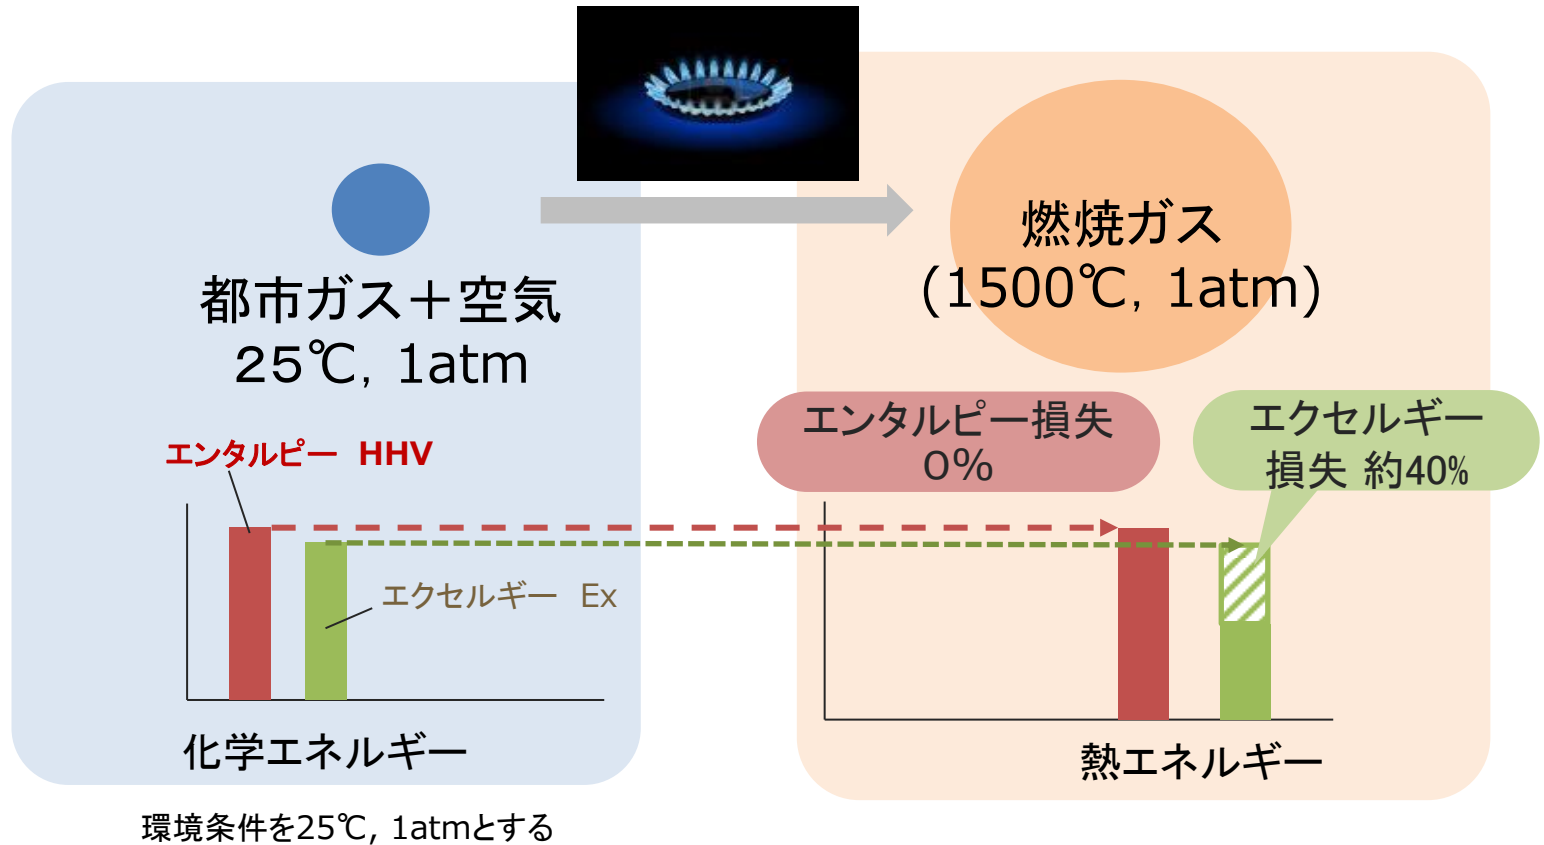 都市ガス＋空気
２５℃, 1atm
燃焼ガス
(1500℃, 1atm)
エンタルピー損失
０%
エクセルギー
損失 約40%
エンタルピー　HHV
エクセルギー　Ex
化学エネルギー
熱エネルギー
環境条件を25℃, 1atmとする